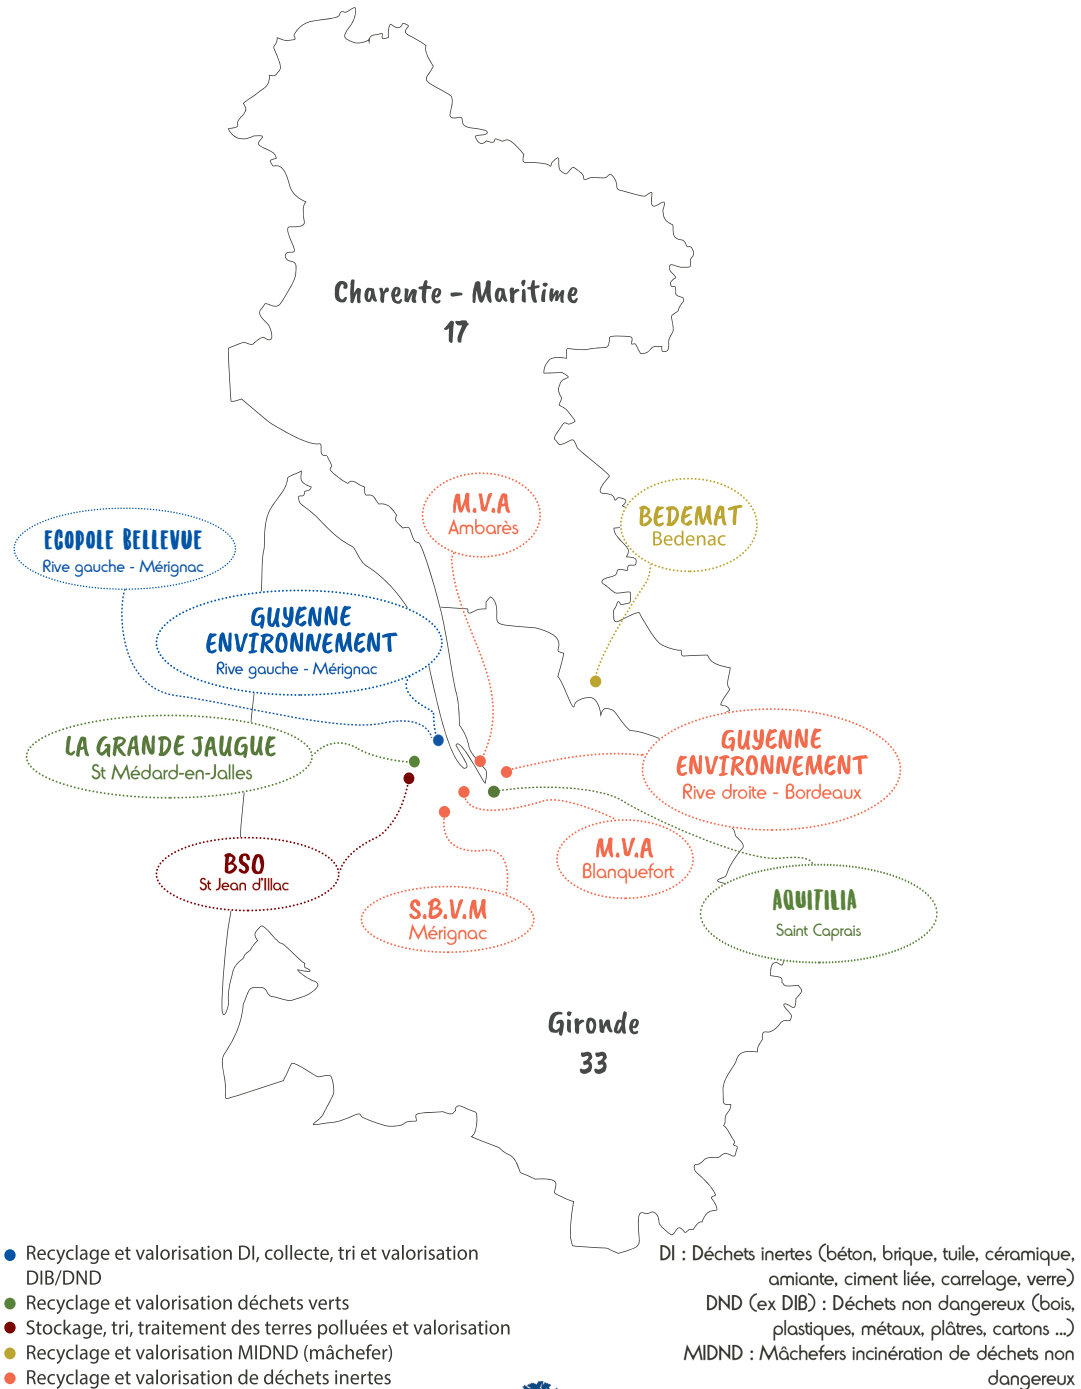 Charente - Maritime
17
M.V.A
Ambarès
BEDEMAT
Bedenac
ECOPOLE BELLEVUE
Rive gauche - Mérignac
GUYENNE
ENVIRONNEMENT
Rive gauche - Mérignac
LA GRANDE JAUGUE
St Médard-en-Jalles
GUYENNE
ENVIRONNEMENT
Rive droite - Bordeaux
BSO
St Jean d'Illac
M.V.A
Blanquefort
S.B.V.M
Mérignac
AQUITILIA
Saint Caprais
Gironde
33
Recyclage et valorisation DI, collecte, tri et valorisation
DIB/DND
Recyclage et valorisation déchets verts
Stockage, tri, traitement des terres polluées et valorisation
Recyclage et valorisation MIDND (mâchefer)
Recyclage et valorisation de déchets inertes
DI : Déchets inertes (béton, brique, tuile, céramique,
amiante, ciment liée, carrelage, verre)
DND (ex DIB) : Déchets non dangereux (bois,
plastiques, métaux, plâtres, cartons ...)
MIDND : Mâchefers incinération de déchets non
dangereux